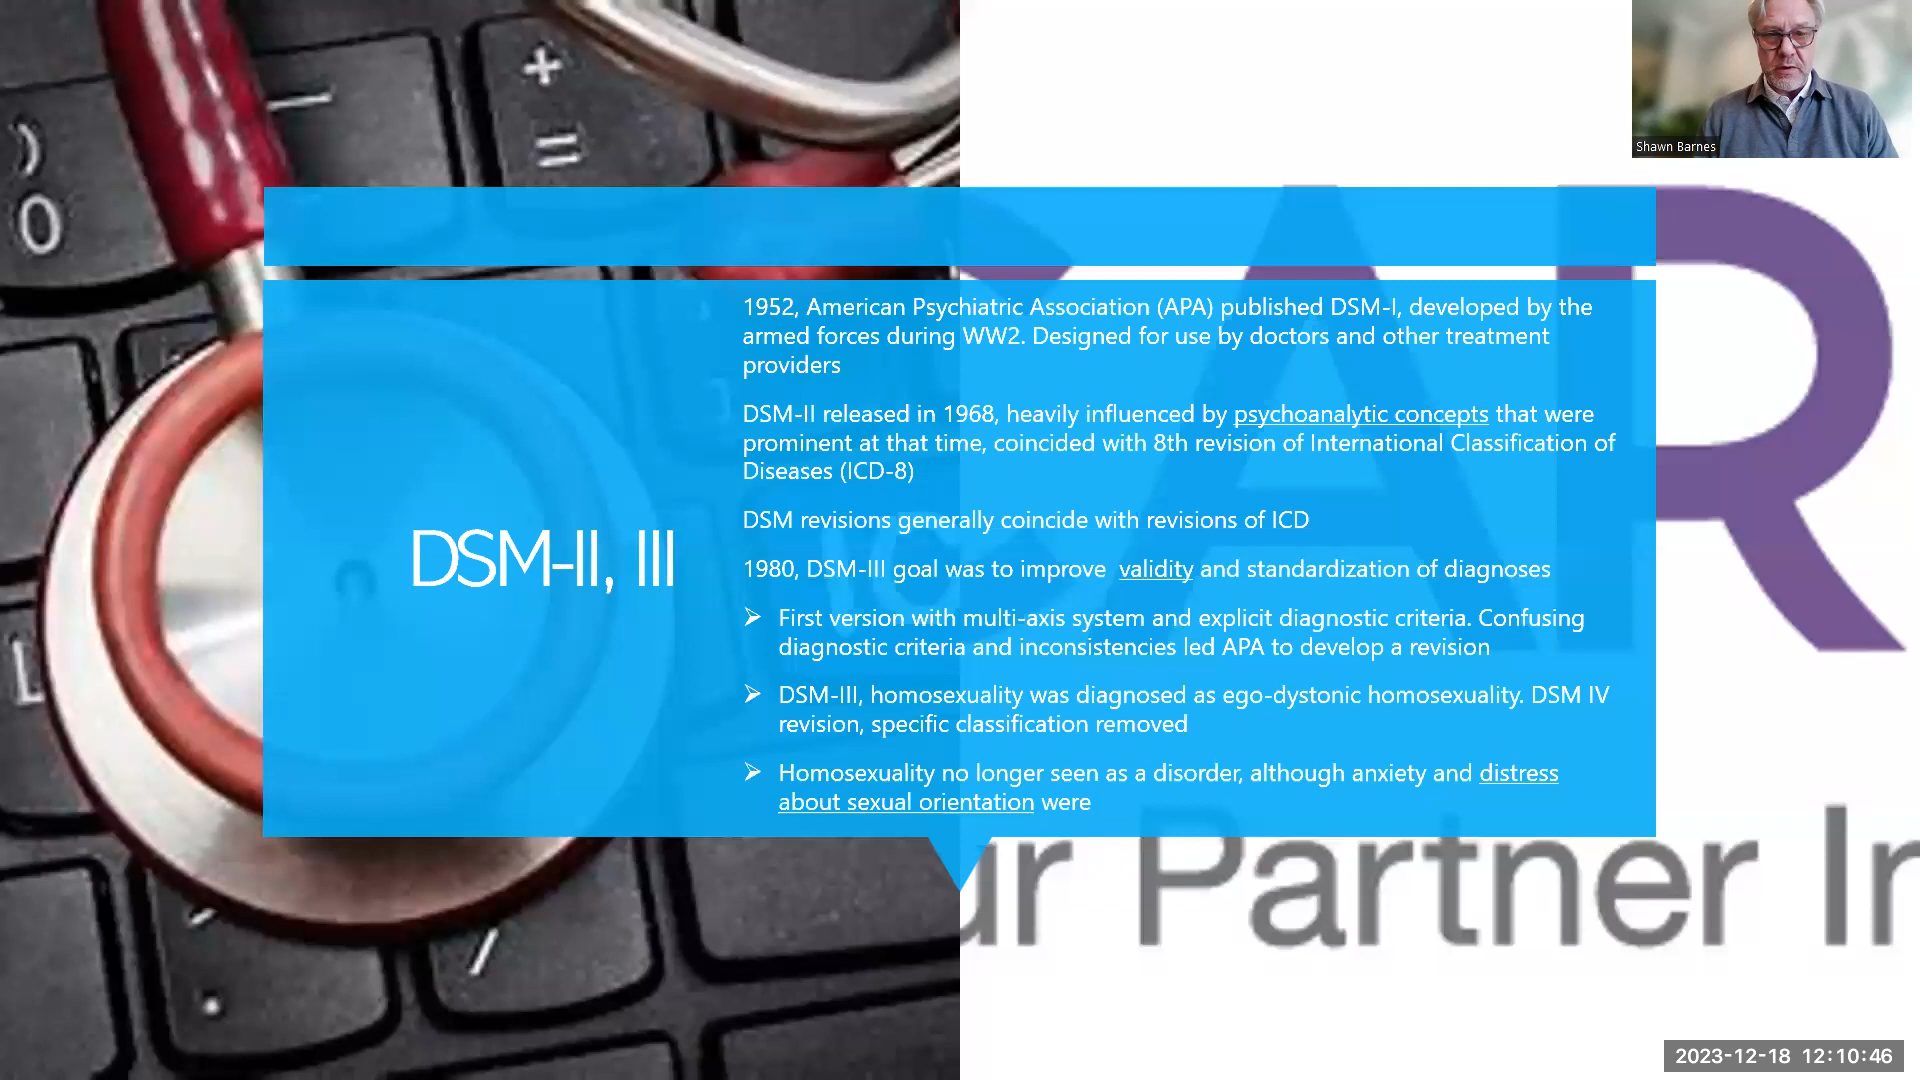 Shawn Barnes
1952, American Psychiatric Association (APA) published DSM-I, developed by the
armed forces during WW2. Designed for use by doctors and other treatment
providers
DSM-II released in 1968, heavily influenced by psychoanalytic concepts that were
prominent at that time, coincided with 8th revision of International Classification of
Diseases (ICD-8)
DSM revisions generally coincide with revisions of ICD
DSM-II, III
1980, DSM-III goal was to improve  validity and standardization of diagnoses
➢ First version with multi-axis system and explicit diagnostic criteria. Confusing
diagnostic criteria and inconsistencies led APA to develop a revision
➢ DSM-III, homosexuality was diagnosed as ego-dystonic homosexuality. DSM IV
revision, specific classification removed
➢ Homosexuality no longer seen as a disorder, although anxiety and distress
about sexual orientation were
+
=
)
0
L
/
AR
ur Partner In
2023-12-18 12:10:46